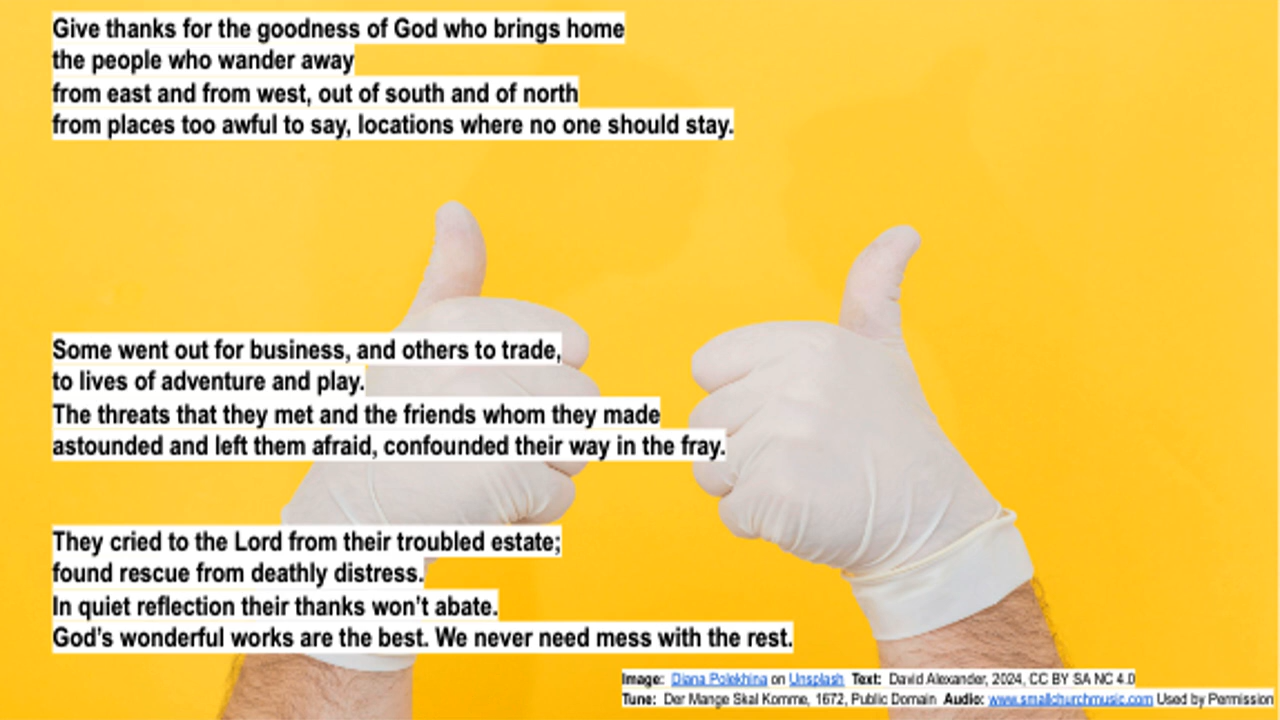 Give thanks for the goodness of God who brings home
the people who wander away
from east and from west, out of south and of north
from places too awful to say, locations where no one should stay.
Some went out for business, and others to trade,
to lives of adventure and play.
The threats that they met and the friends whom they made
astounded and left them afraid, confounded their way in the fray.
They cried to the Lord from their troubled estate;
found rescue from deathly distress.
In quiet reflection their thanks won't abate.
God's wonderful works are the best. We never need mess with the rest.
Image: Diana Polekhina on Unsplash Text: David Alexander, 2024, CC BY SA NC 4.0
Tune: Der Mange Skal Komme, 1672, Public Domain Audio: www.smallchurchmusic.com Used by Permission